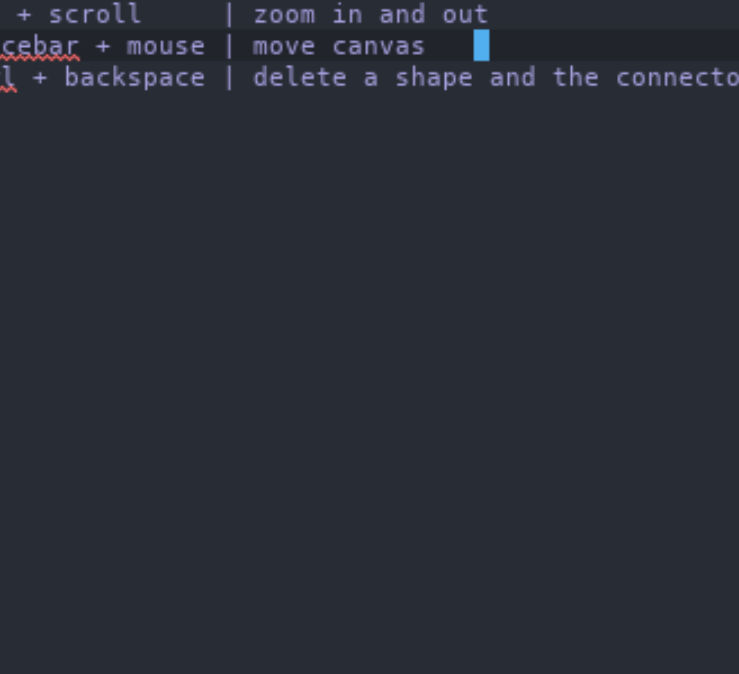 + scroll | zoom in and out
cebar + mouse | move canvas
l + backspace | delete a shape and the connecto